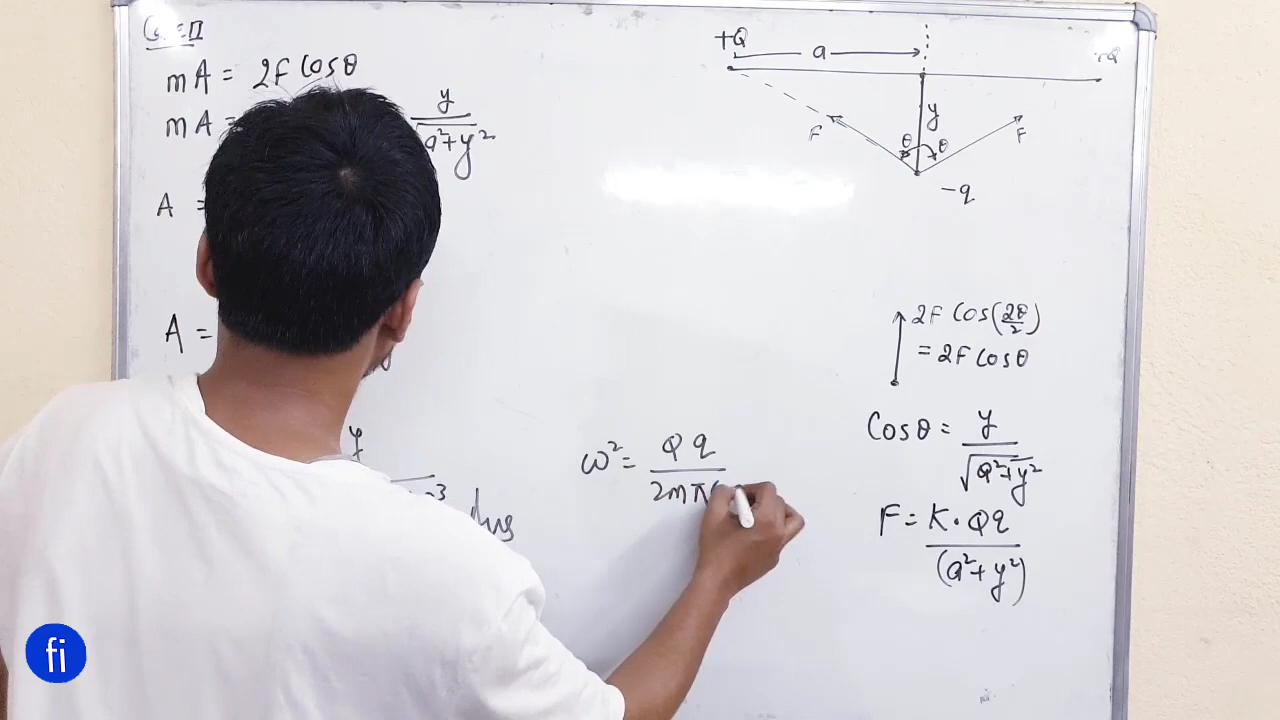 Case II
mA = 2F Cosθ
mA =
y
√a²+y²
A =
A =
y
3
ω² = Qq
2mπ
+Q
a
+Q
F
y
F
θ
θ
-q
2F Cos(2θ/2)
= 2F Cosθ
Cosθ = y
√a²+y²
F = K·Qq
(a²+y²)
fi